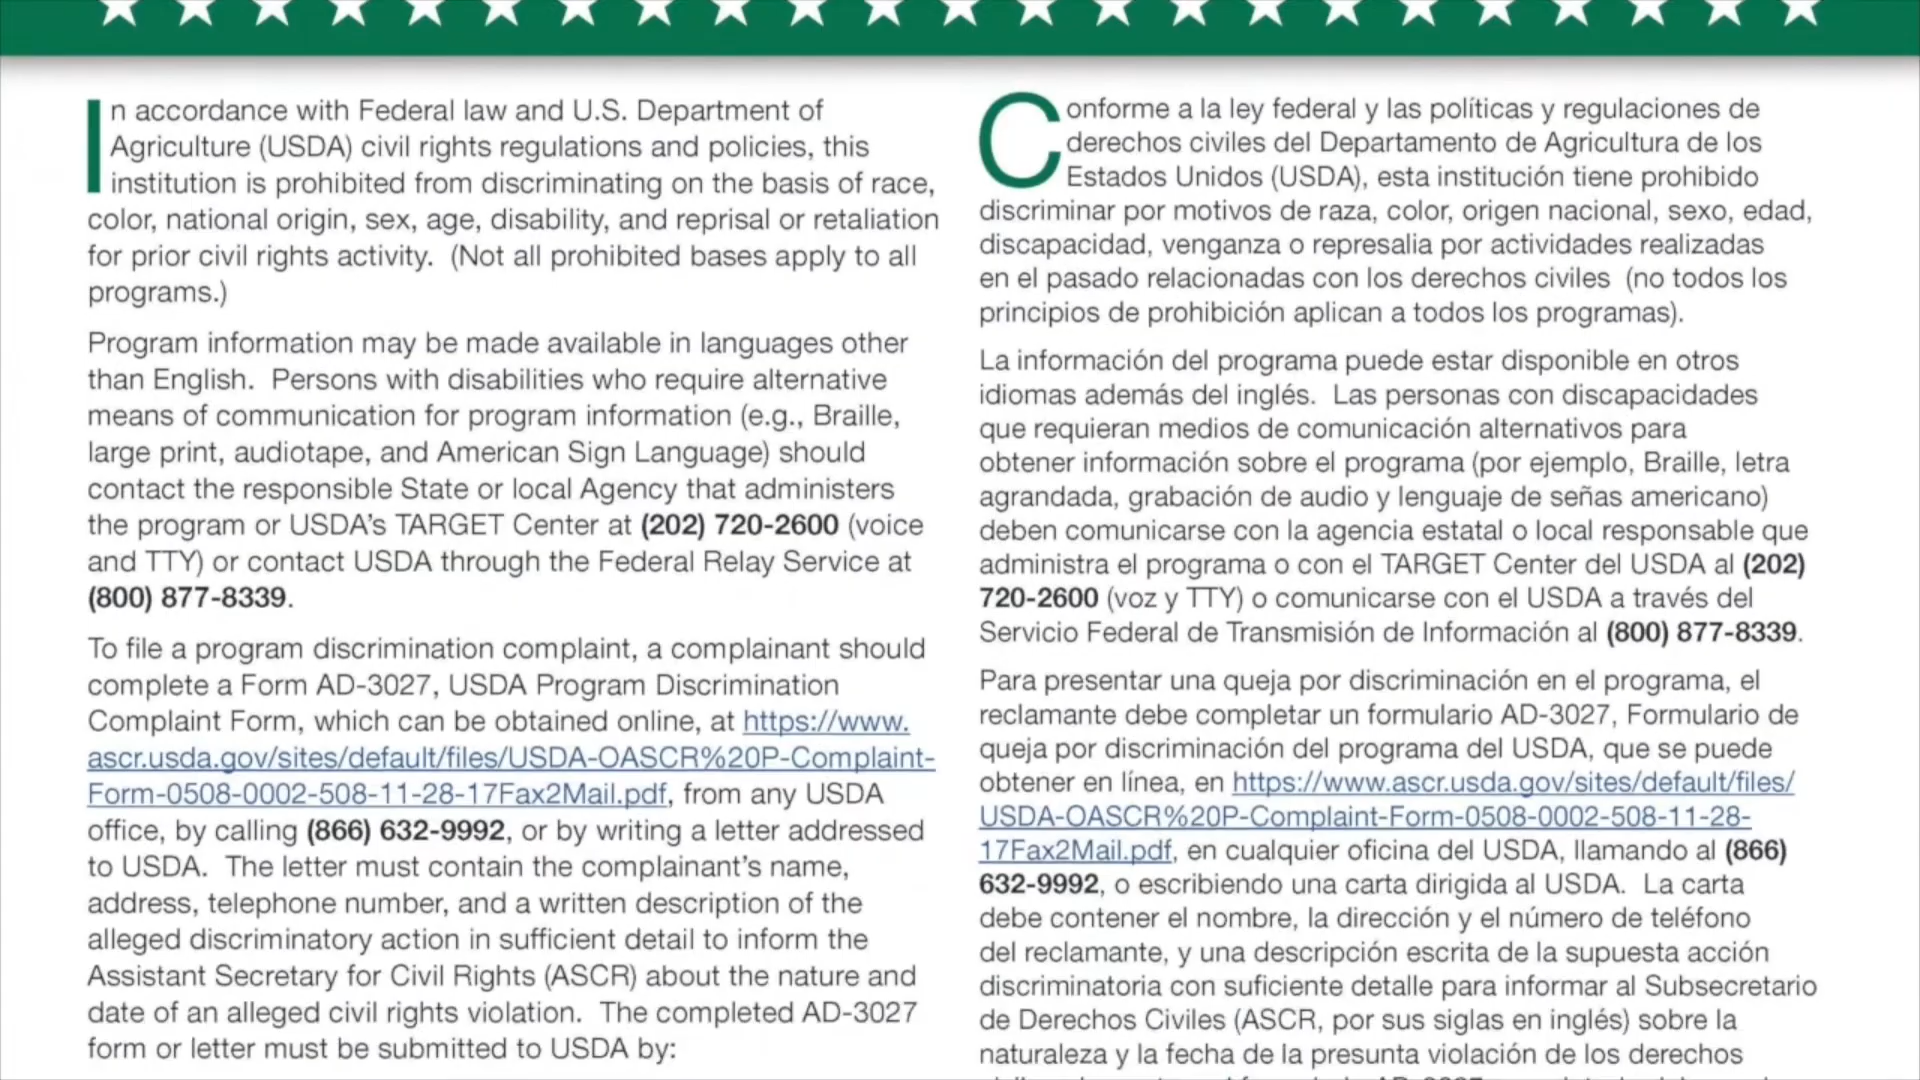 In accordance with Federal law and U.S. Department of
Agriculture (USDA) civil rights regulations and policies, this
institution is prohibited from discriminating on the basis of race,
color, national origin, sex, age, disability, and reprisal or retaliation
for prior civil rights activity.  (Not all prohibited bases apply to all
programs.)
Program information may be made available in languages other
than English.  Persons with disabilities who require alternative
means of communication for program information (e.g., Braille,
large print, audiotape, and American Sign Language) should
contact the responsible State or local Agency that administers
the program or USDA’s TARGET Center at (202) 720-2600 (voice
and TTY) or contact USDA through the Federal Relay Service at
(800) 877-8339.
To file a program discrimination complaint, a complainant should
complete a Form AD-3027, USDA Program Discrimination
Complaint Form, which can be obtained online, at https://www.
ascr.usda.gov/sites/default/files/USDA-OASCR%20P-Complaint-
Form-0508-0002-508-11-28-17Fax2Mail.pdf, from any USDA
office, by calling (866) 632-9992, or by writing a letter addressed
to USDA.  The letter must contain the complainant’s name,
address, telephone number, and a written description of the
alleged discriminatory action in sufficient detail to inform the
Assistant Secretary for Civil Rights (ASCR) about the nature and
date of an alleged civil rights violation.  The completed AD-3027
form or letter must be submitted to USDA by:
Conforme a la ley federal y las políticas y regulaciones de
derechos civiles del Departamento de Agricultura de los
Estados Unidos (USDA), esta institución tiene prohibido
discriminar por motivos de raza, color, origen nacional, sexo, edad,
discapacidad, venganza o represalia por actividades realizadas
en el pasado relacionadas con los derechos civiles  (no todos los
principios de prohibición aplican a todos los programas).
La información del programa puede estar disponible en otros
idiomas además del inglés.  Las personas con discapacidades
que requieran medios de comunicación alternativos para
obtener información sobre el programa (por ejemplo, Braille, letra
agrandada, grabación de audio y lenguaje de señas americano)
deben comunicarse con la agencia estatal o local responsable que
administra el programa o con el TARGET Center del USDA al (202)
720-2600 (voz y TTY) o comunicarse con el USDA a través del
Servicio Federal de Transmisión de Información al (800) 877-8339.
Para presentar una queja por discriminación en el programa, el
reclamante debe completar un formulario AD-3027, Formulario de
queja por discriminación del programa del USDA, que se puede
obtener en línea, en https://www.ascr.usda.gov/sites/default/files/
USDA-OASCR%20P-Complaint-Form-0508-0002-508-11-28-
17Fax2Mail.pdf, en cualquier oficina del USDA, llamando al (866)
632-9992, o escribiendo una carta dirigida al USDA.  La carta
debe contener el nombre, la dirección y el número de teléfono
del reclamante, y una descripción escrita de la supuesta acción
discriminatoria con suficiente detalle para informar al Subsecretario
de Derechos Civiles (ASCR, por sus siglas en inglés) sobre la
naturaleza y la fecha de la presunta violación de los derechos